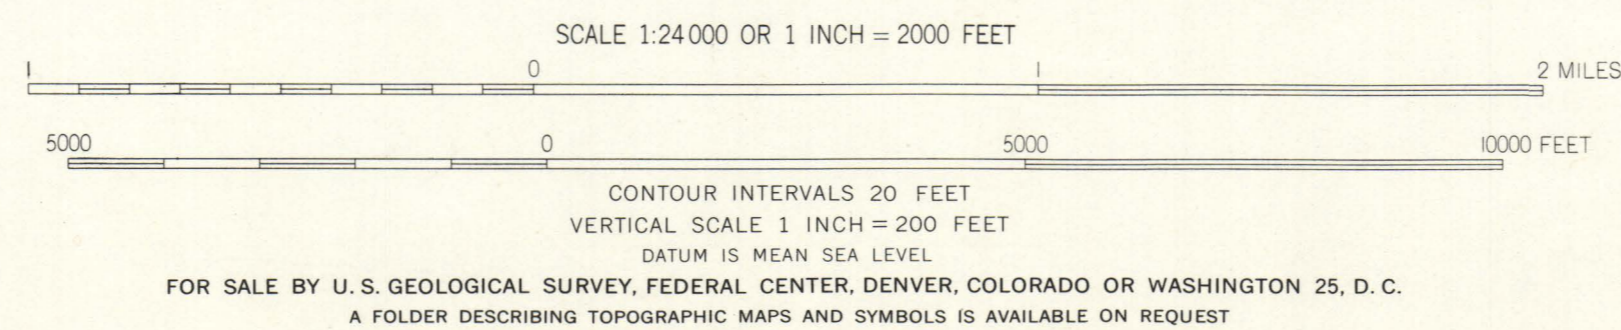 SCALE 1:24000 OR 1 INCH = 2000 FEET
1 0 1 2 MILES
5000 0 5000 10000 FEET
CONTOUR INTERVALS 20 FEET
VERTICAL SCALE 1 INCH = 200 FEET
DATUM IS MEAN SEA LEVEL
FOR SALE BY U. S. GEOLOGICAL SURVEY, FEDERAL CENTER, DENVER, COLORADO OR WASHINGTON 25, D. C.
A FOLDER DESCRIBING TOPOGRAPHIC MAPS AND SYMBOLS IS AVAILABLE ON REQUEST